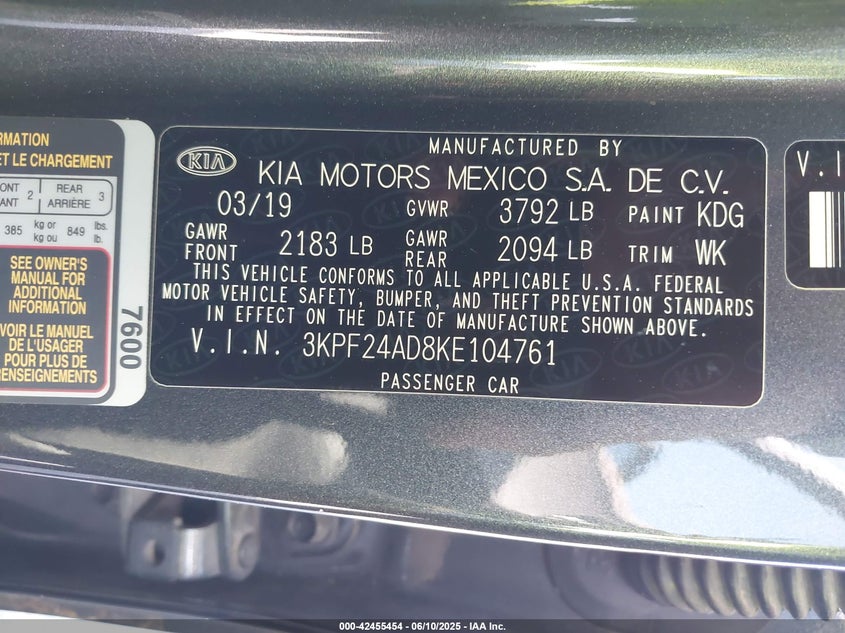 RMATION
ET LE CHARGEMENT
ONT 2 REAR 3
ANT ARRIÈRE
385 kg or 849 lbs.
kg ou lb.
SEE OWNER'S
MANUAL FOR
ADDITIONAL
INFORMATION
VOIR LE MANUEL
DE L'USAGER
POUR PLUS DE
RENSEIGNEMENTS
7600
MANUFACTURED BY
KIA KIA MOTORS MEXICO S.A. DE C.V.
03/19 GVWR 3792 LB PAINT KDG
GAWR FRONT 2183 LB GAWR REAR 2094 LB TRIM WK
THIS VEHICLE CONFORMS TO ALL APPLICABLE U.S.A. FEDERAL
MOTOR VEHICLE SAFETY, BUMPER, AND THEFT PREVENTION STANDARDS
IN EFFECT ON THE DATE OF MANUFACTURE SHOWN ABOVE.
V.I.N. 3KPF24AD8KE104761
PASSENGER CAR
V.I
000-42455454 - 06/10/2025 - IAA Inc.